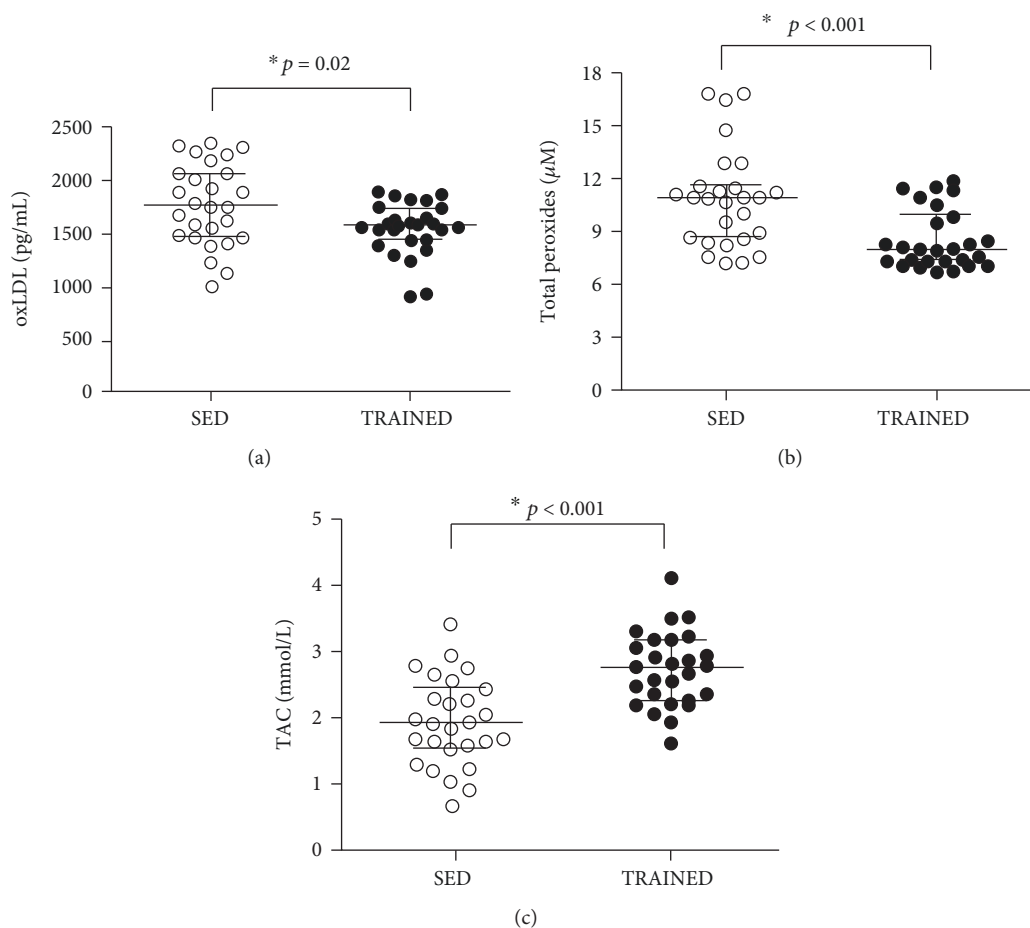 * p = 0.02
oxLDL (pg/mL)
2500
2000
1500
1000
500
0
SED
TRAINED
(a)
* p < 0.001
Total peroxides (μM)
18
15
12
9
6
3
0
SED
TRAINED
(b)
* p < 0.001
TAC (mmol/L)
5
4
3
2
1
0
SED
TRAINED
(c)